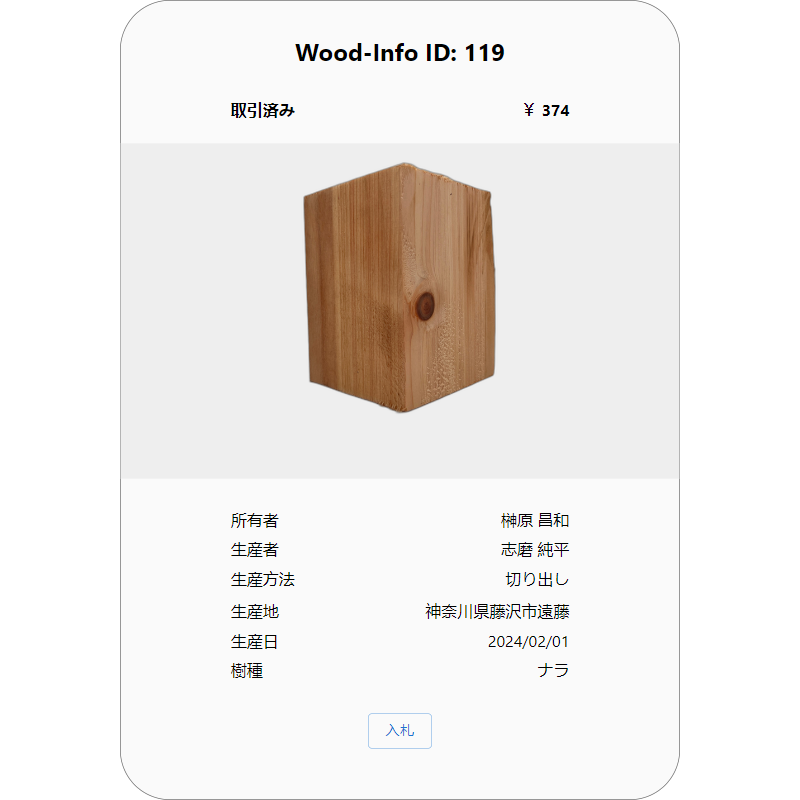 Wood-Info ID: 119
取引済み ￥ 374
所有者 榊原 昌和
生産者 志磨 純平
生産方法 切り出し
生産地 神奈川県藤沢市遠藤
生産日 2024/02/01
樹種 ナラ
入札